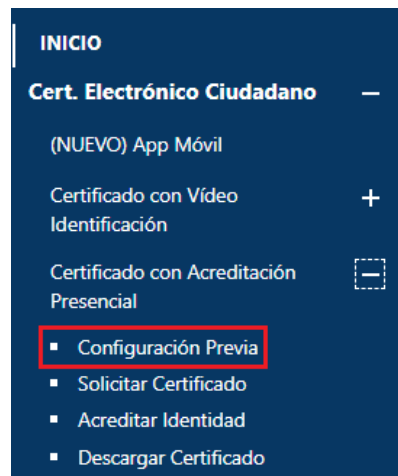 INICIO
Cert. Electrónico Ciudadano
(NUEVO) App Móvil
Certificado con Vídeo
Identificación
Certificado con Acreditación
Presencial
Configuración Previa
Solicitar Certificado
Acreditar Identidad
Descargar Certificado